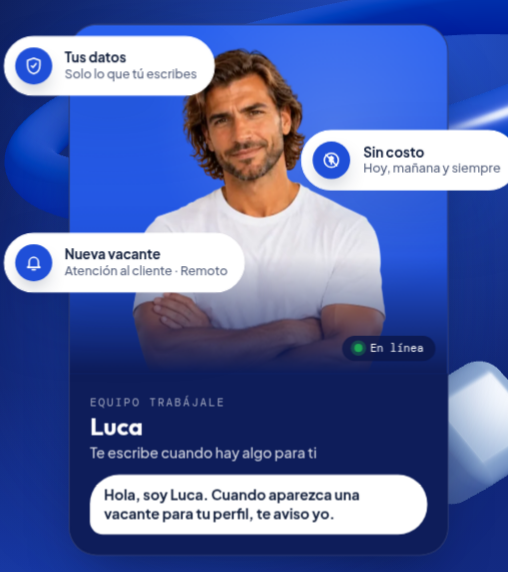 Tus datos
Solo lo que tú escribes
Sin costo
Hoy, mañana y siempre
Nueva vacante
Atención al cliente · Remoto
En línea
EQUIPO TRABÁJALE
Luca
Te escribe cuando hay algo para ti
Hola, soy Luca. Cuando aparezca una
vacante para tu perfil, te aviso yo.